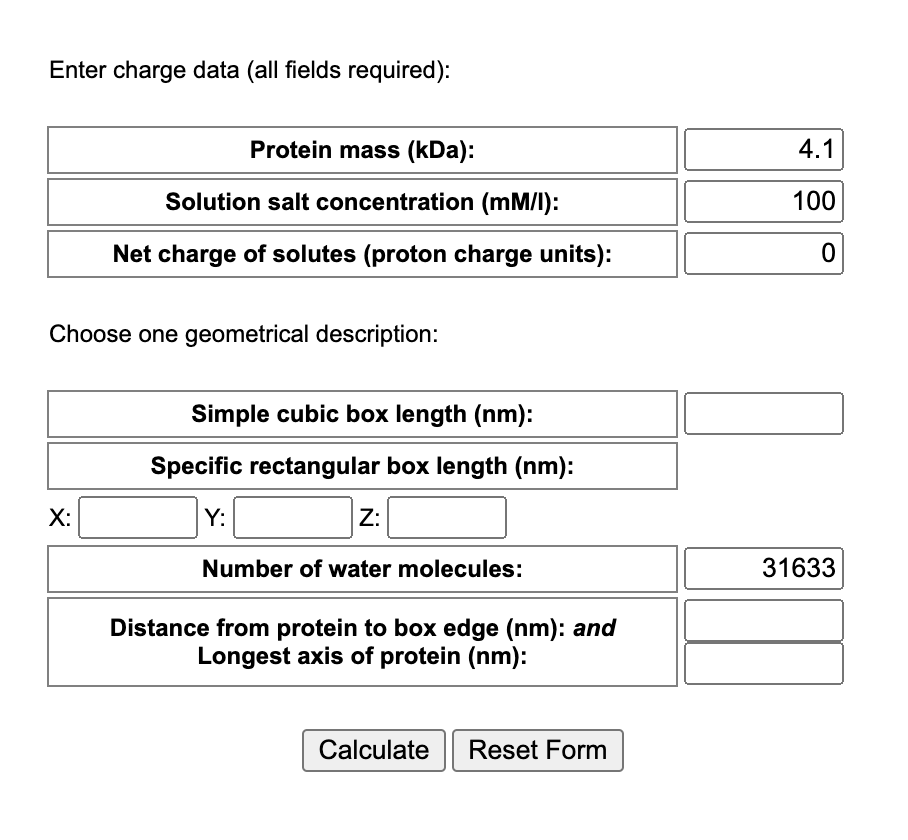 Enter charge data (all fields required):
Protein mass (kDa): 4.1
Solution salt concentration (mM/l): 100
Net charge of solutes (proton charge units): 0
Choose one geometrical description:
Simple cubic box length (nm):
Specific rectangular box length (nm):
X: Y: Z:
Number of water molecules: 31633
Distance from protein to box edge (nm): and
Longest axis of protein (nm):
Calculate Reset Form